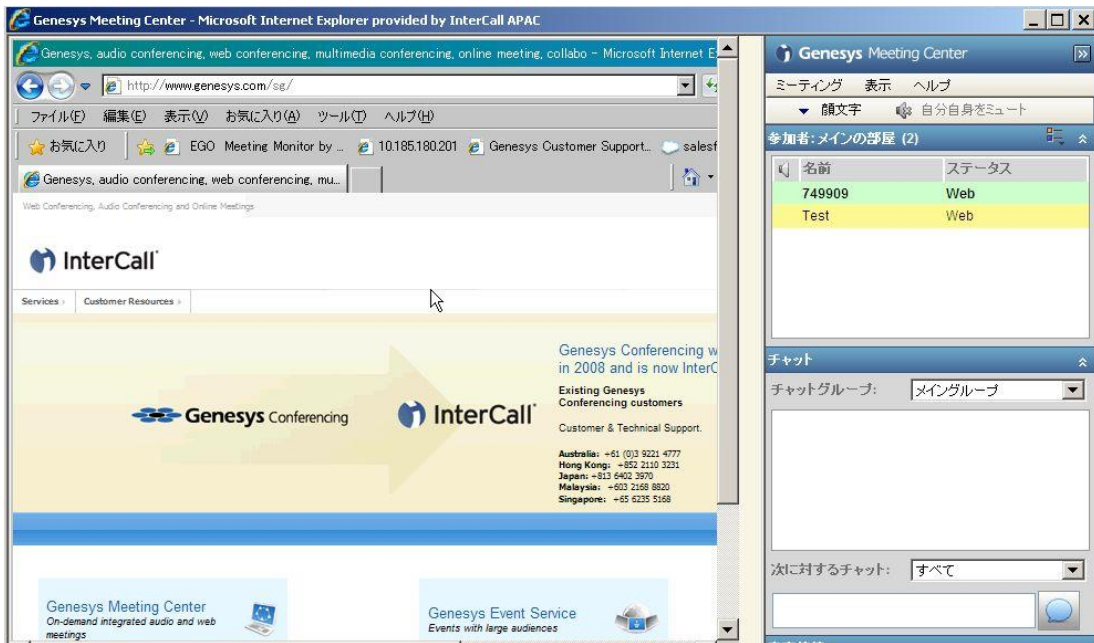 Genesys Meeting Center - Microsoft Internet Explorer provided by InterCall APAC
Genesys, audio conferencing, web conferencing, multimedia conferencing, online meeting, collabo - Microsoft Internet E
http://www.genesys.com/sg/
ファイル(F) 編集(E) 表示(V) お気に入り(A) ツール(T) ヘルプ(H)
お気に入り EGO Meeting Monitor by ... 10.185.180.201 Genesys Customer Support... salesf
Genesys, audio conferencing, web conferencing, mu...
Web Conferencing, Audio Conferencing and Online Meetings
InterCall
Services Customer Resources
Genesys Conferencing w
in 2008 and is now InterC
Existing Genesys
Conferencing customers
Customer & Technical Support.
Australia: +61 (0)3 9221 4777
Hong Kong: +852 2110 3231
Japan: +813 6402 3970
Malaysia: +603 2168 8820
Singapore: +65 6235 5168
Genesys Conferencing
InterCall
Genesys Meeting Center
On-demand integrated audio and web
meetings
Genesys Event Service
Events with large audiences
Genesys Meeting Center
ミーティング 表示 ヘルプ
顔文字 自分自身をミュート
参加者:メインの部屋 (2)
名前 ステータス
749909 Web
Test Web
チャット
チャットグループ: メイングループ
次に対するチャット: すべて